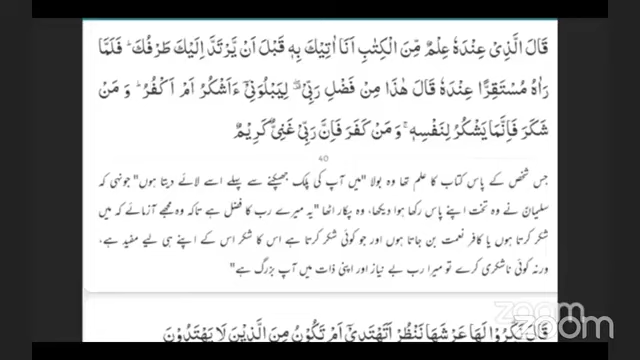 قَالَ الَّذِیْ عِنْدَهٗ عِلْمٌ مِّنَ الْكِتٰبِ اَنَا اٰتِیْكَ بِهٖ قَبْلَ اَنْ یَّرْتَدَّ اِلَیْكَ طَرْفُكَ ؕ فَلَمَّا
رَاٰهُ مُسْتَقِرًّا عِنْدَهٗ قَالَ هٰذَا مِنْ فَضْلِ رَبِّیْ ۖ لِیَبْلُوَنِیْۤ ءَاَشْكُرُ اَمْ اَكْفُرُ ؕ وَ مَنْ
شَكَرَ فَاِنَّمَا یَشْكُرُ لِنَفْسِهٖ ۚ وَ مَنْ كَفَرَ فَاِنَّ رَبِّیْ غَنِیٌّ كَرِیْمٌ
40
جس شخص کے پاس کتاب کا علم تھا وہ بولا "میں آپ کی پلک جھپکنے سے پہلے اسے لائے دیتا ہوں" جونہی کہ
سلیمان نے وہ تخت اپنے پاس رکھا ہوا دیکھا، وہ پکار اٹھا "یہ میرے رب کا فضل ہے تاکہ وہ مجھے آزمائے کہ میں
شکر کرتا ہوں یا کافر نعمت بن جاتا ہوں اور جو کوئی شکر کرتا ہے اس کا شکر اس کے اپنے ہی لیے مفید ہے،
ورنہ کوئی ناشکری کرے تو میرا رب بے نیاز اور اپنی ذات میں آپ بزرگ ہے"
قَالَ نَكِّرُوْا لَهَا عَرْشَهَا نَنْظُرْ اَتَهْتَدِیْۤ اَمْ تَكُوْنُ مِنَ الَّذِیْنَ لَا یَهْتَدُوْنَ
zoom
zoom